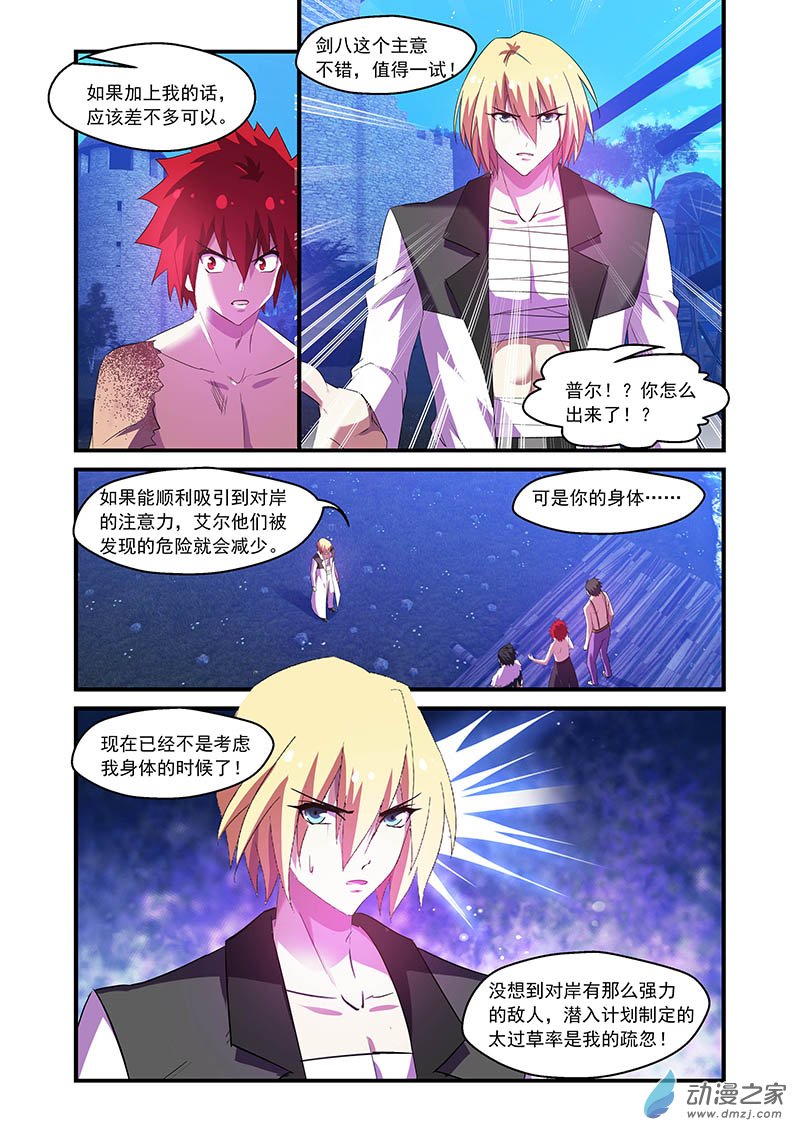 如果加上我的话，
应该差不多可以。
剑八这个主意
不错，值得一试！
普尔！？你怎么
出来了！？
如果能顺利吸引到对岸
的注意力，艾尔他们被
发现的危险就会减少。
可是你的身体……
现在已经不是考虑
我身体的时候了！
没想到对岸有那么强力
的敌人，潜入计划制定的
太过草率是我的疏忽！
动漫之家
www.dmzj.com